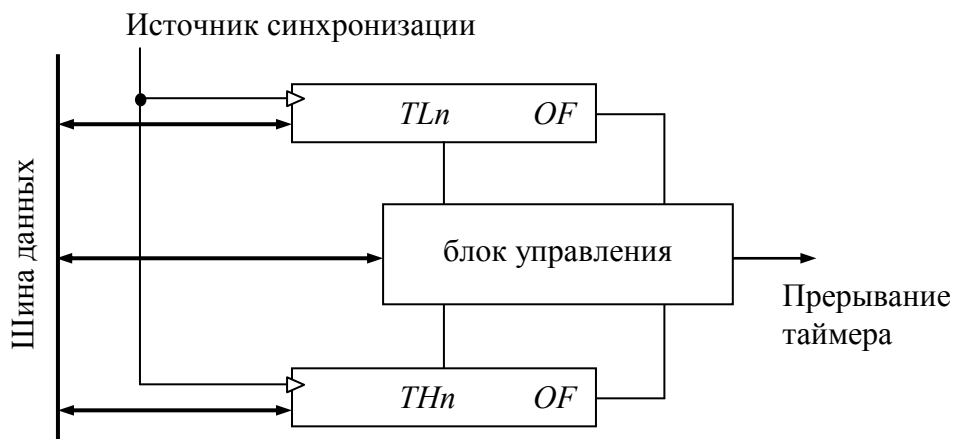 Источник синхронизации
TLn OF
Шина данных
блок управления
Прерывание
таймера
THn OF